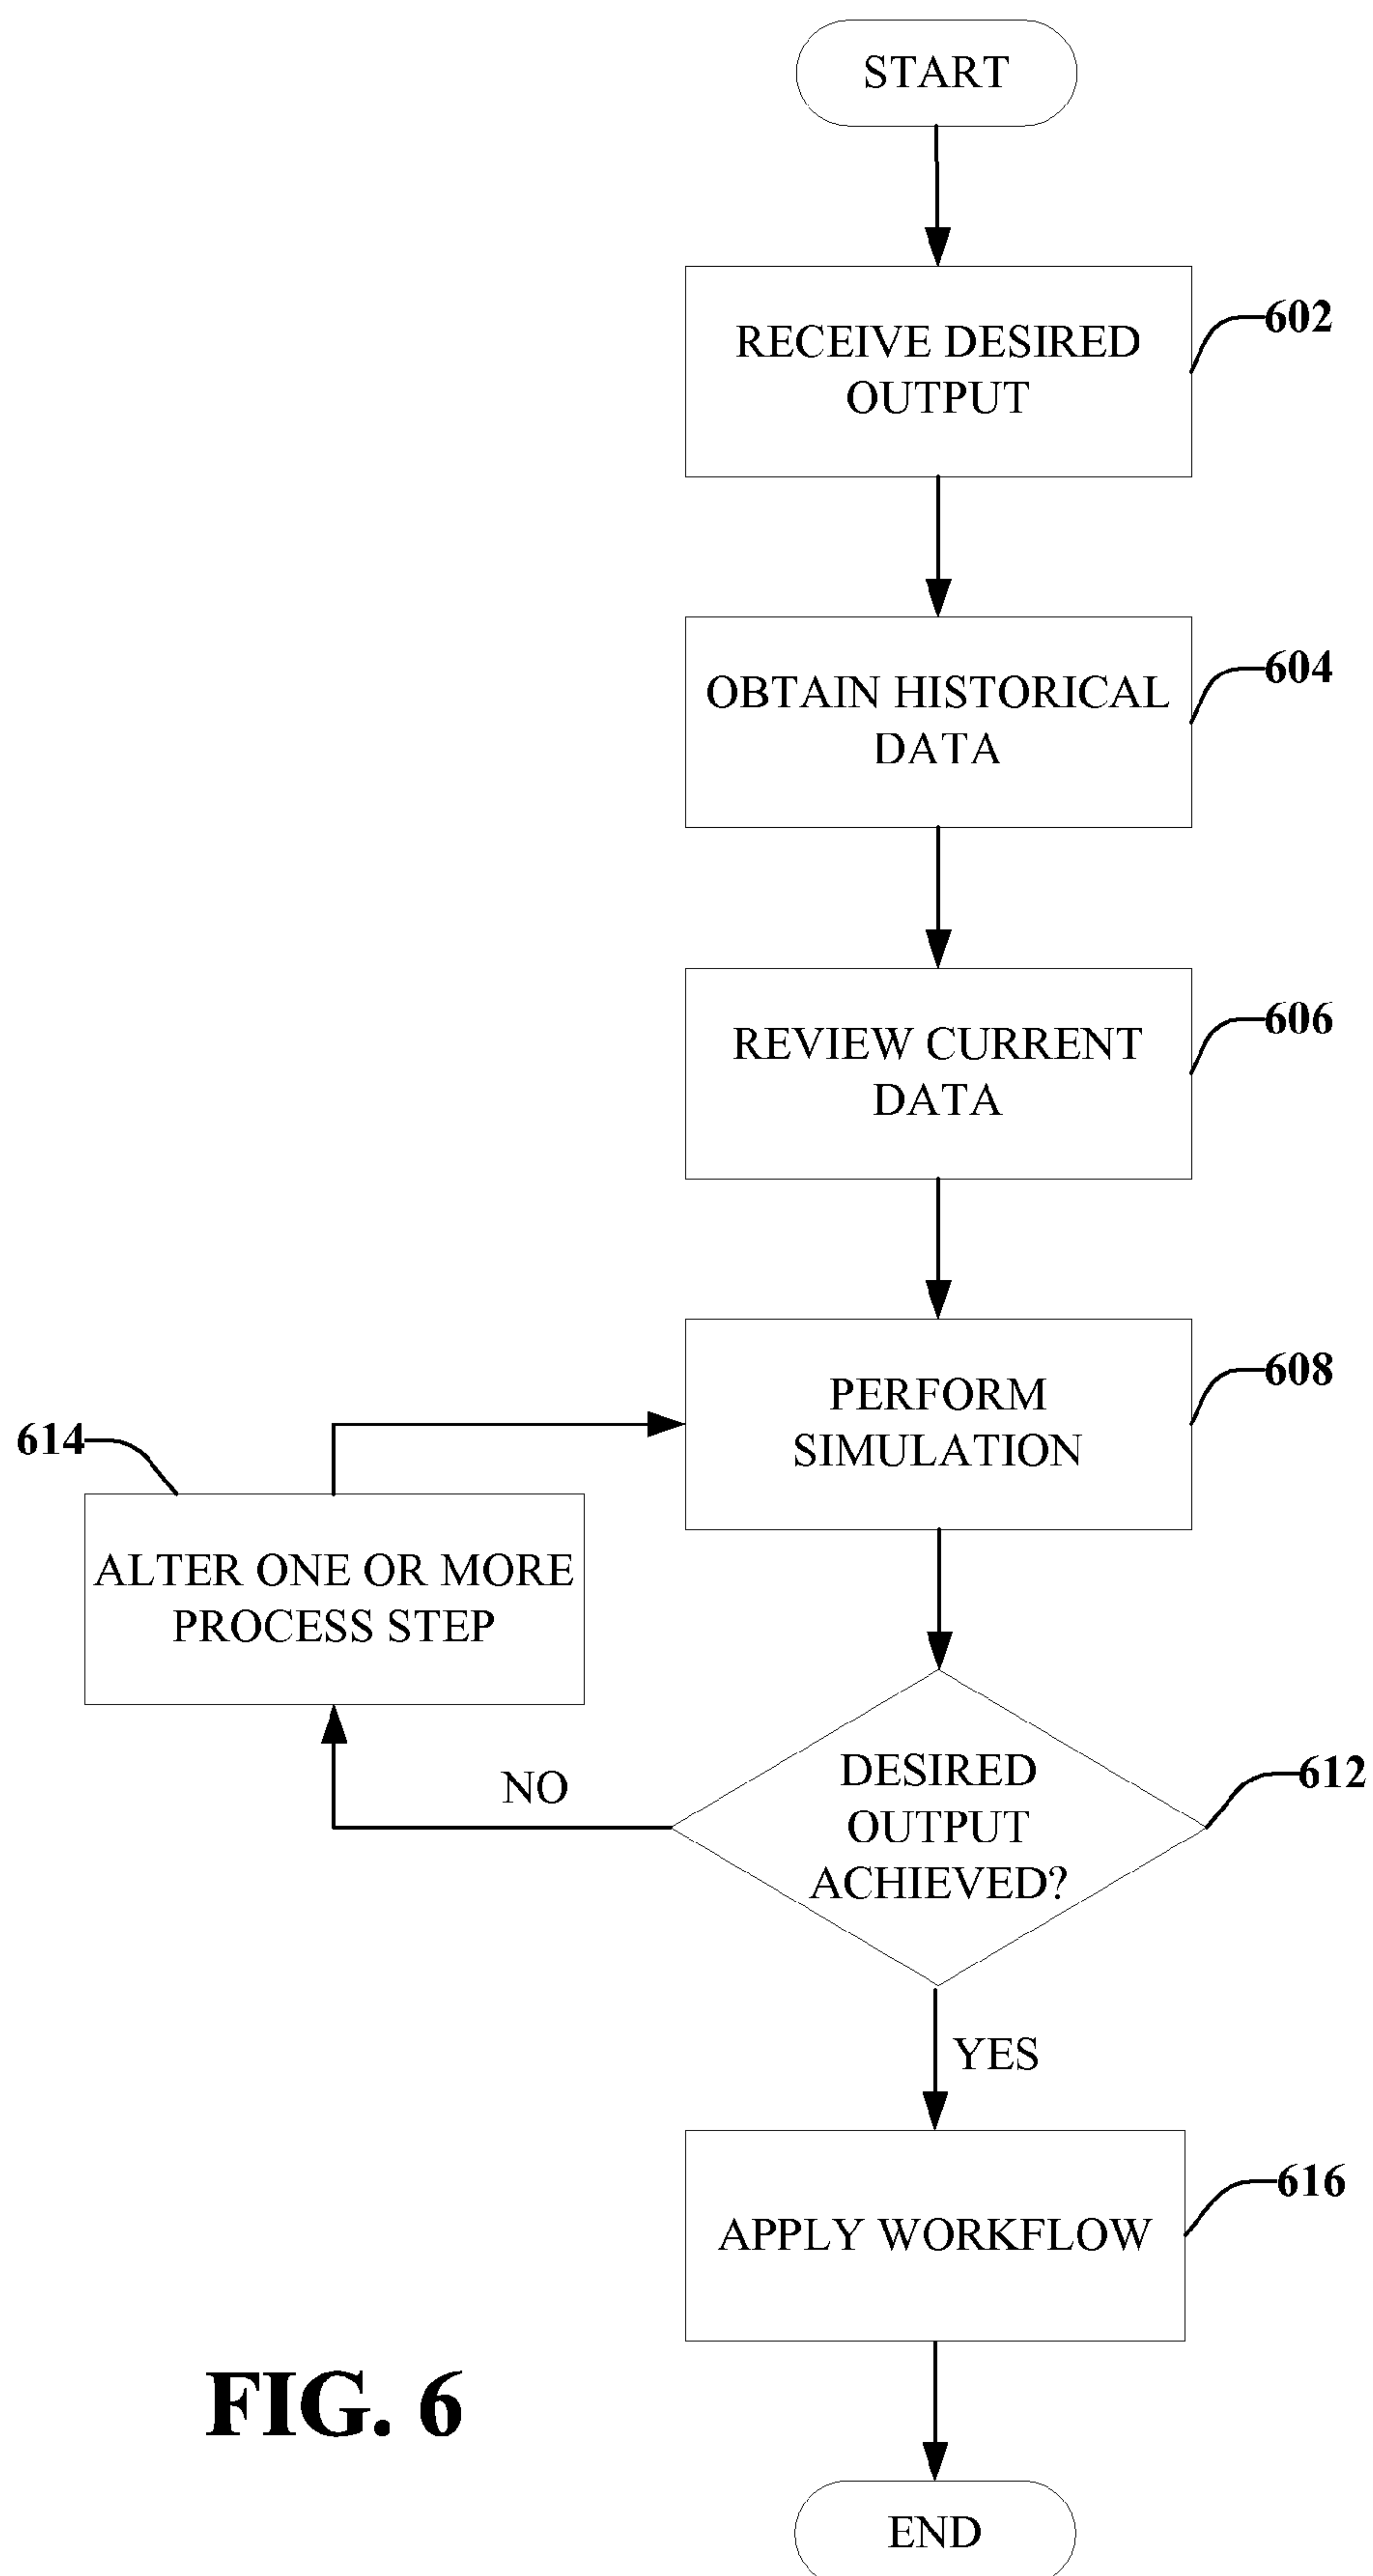 START
RECEIVE DESIRED
OUTPUT
602
OBTAIN HISTORICAL
DATA
604
REVIEW CURRENT
DATA
606
PERFORM
SIMULATION
608
614
ALTER ONE OR MORE
PROCESS STEP
DESIRED
OUTPUT
ACHIEVED?
612
NO
YES
APPLY WORKFLOW
616
FIG. 6
END